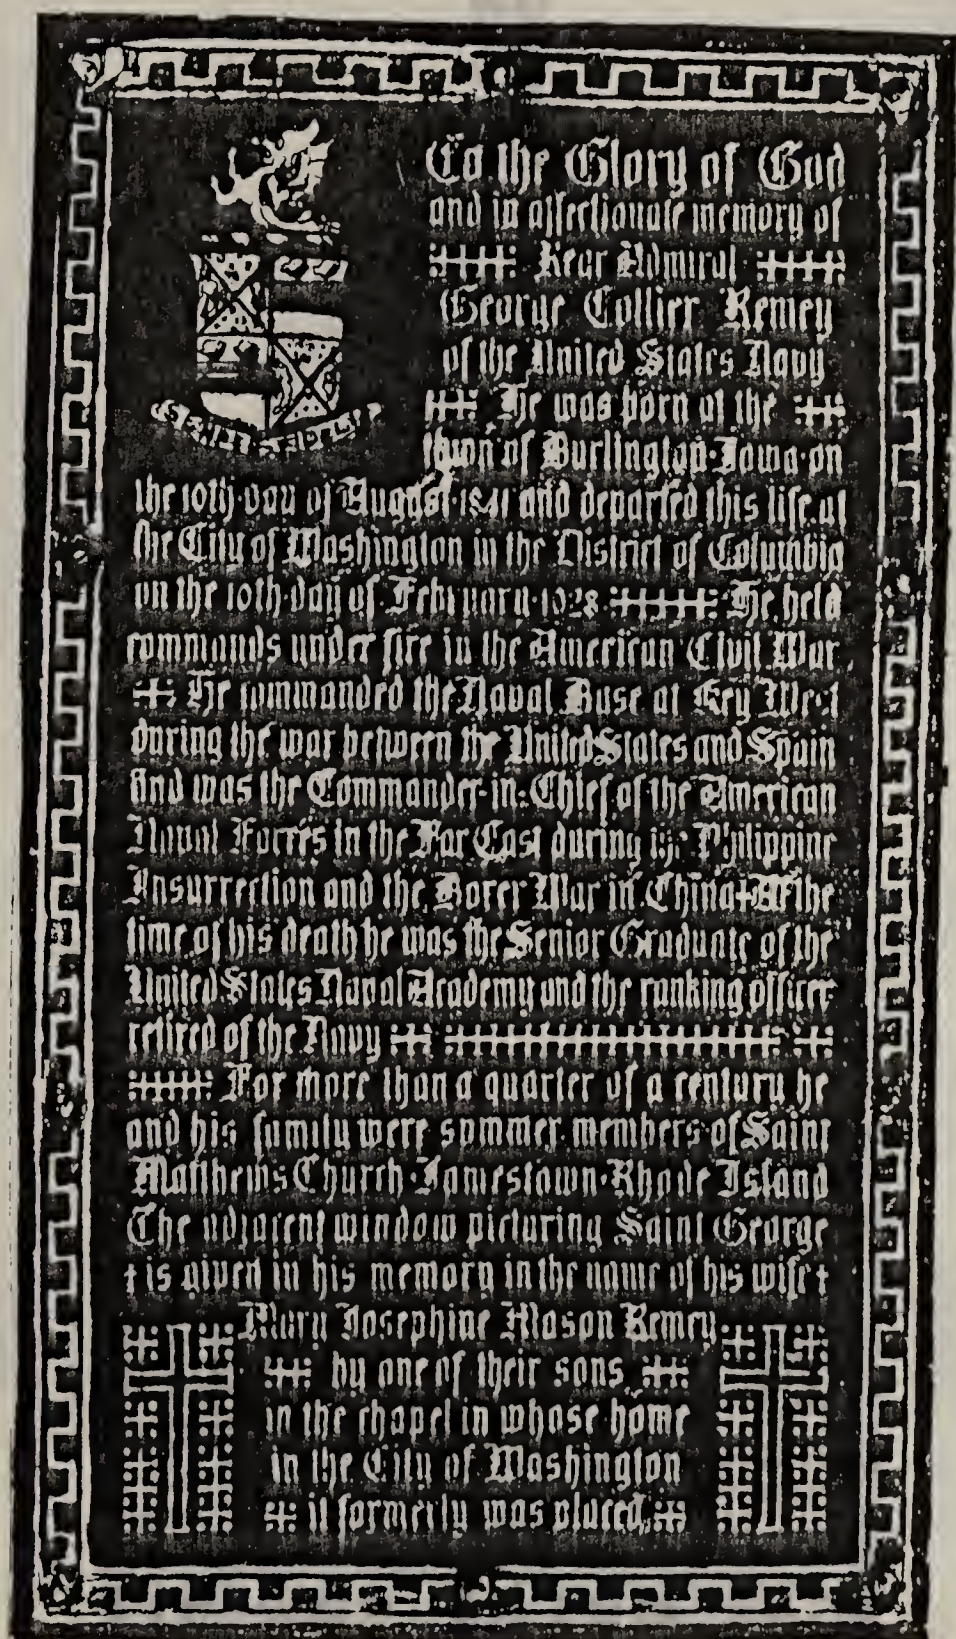 To the Glory of God
and in affectionate memory of
Rear Admiral
George Collier Remey
of the United States Navy
He was born at the
town of Burlington·Iowa·on
the 10th·day of August·1841 and departed this life at
the City of Washington in the District of Columbia
on the 10th·day of February·1928 He held
commands under fire in the American Civil War
He commanded the Naval Base at Key West
during the war between the United States and Spain
and was the Commander-in-Chief of the American
Naval Forces in the Far East during the Philippine
Insurrection and the Boxer War in China At the
time of his death he was the Senior Graduate of the
United States Naval Academy and the ranking officer
retired of the Navy
For more than a quarter of a century he
and his family were summer members of Saint
Matthews Church·Jamestown·Rhode Island
The adjacent window picturing Saint George
is given in his memory in the name of his wife
Mary Josephine Mason Remey
by one of their sons
in the chapel in whose home
in the City of Washington
it formerly was placed